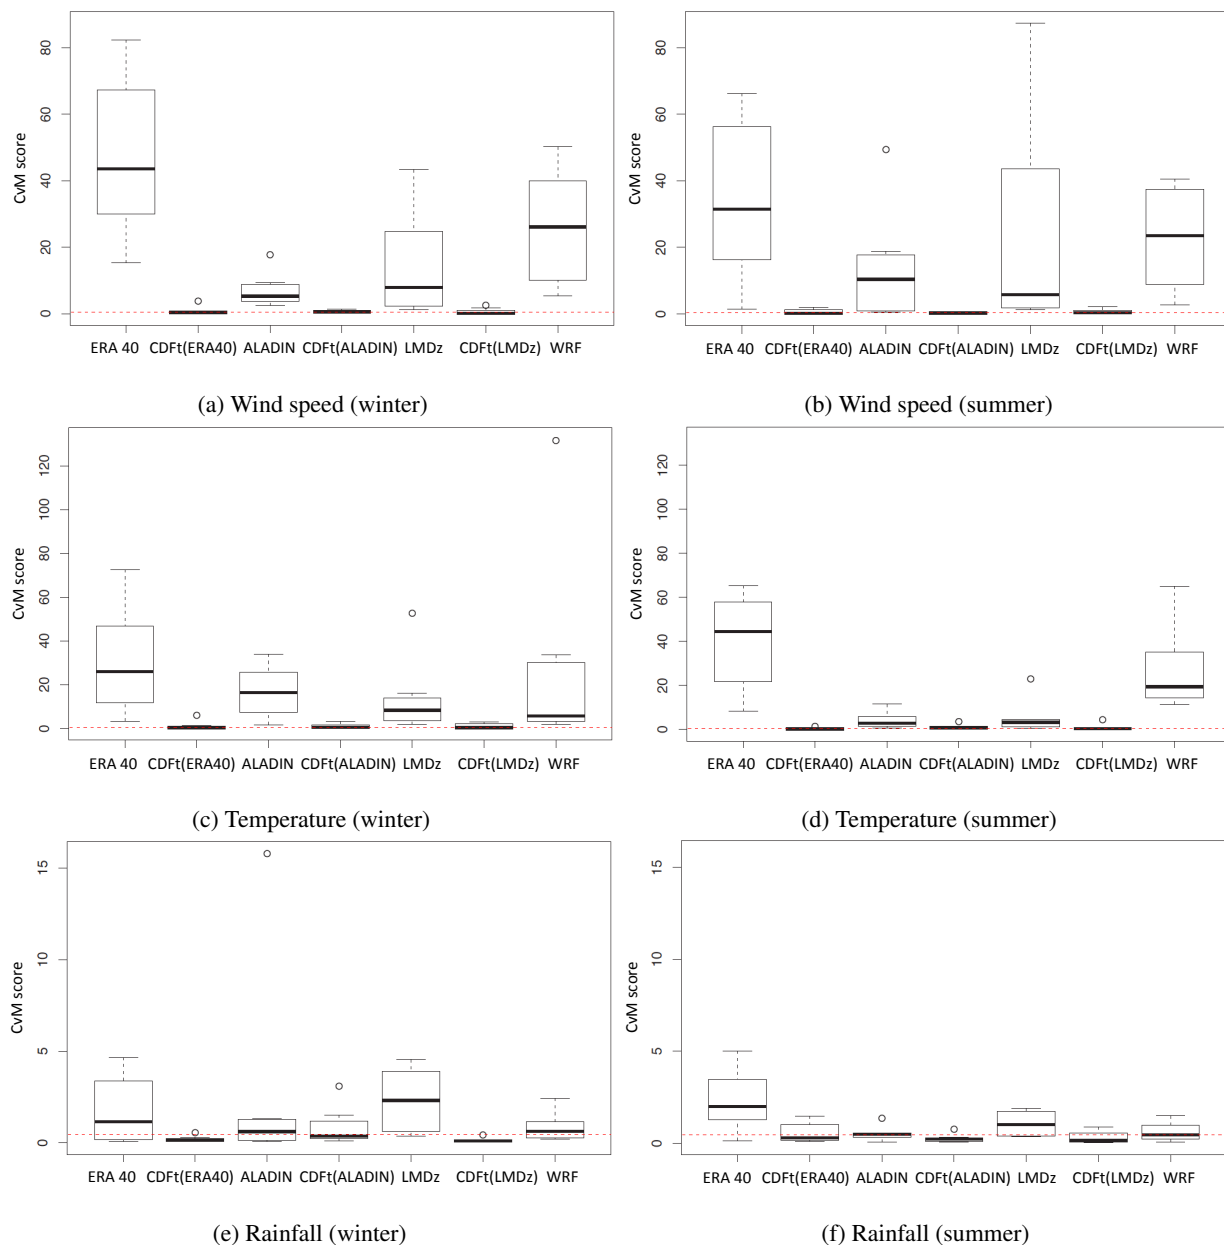 80
60
40
20
0
CvM score
ERA 40 CDFt(ERA40) ALADIN CDFt(ALADIN) LMDz CDFt(LMDz) WRF
(a) Wind speed (winter)
80
60
40
20
0
CvM score
ERA 40 CDFt(ERA40) ALADIN CDFt(ALADIN) LMDz CDFt(LMDz) WRF
(b) Wind speed (summer)
120
100
80
60
40
20
0
CvM score
ERA 40 CDFt(ERA40) ALADIN CDFt(ALADIN) LMDz CDFt(LMDz) WRF
(c) Temperature (winter)
120
100
80
60
40
20
0
CvM score
ERA 40 CDFt(ERA40) ALADIN CDFt(ALADIN) LMDz CDFt(LMDz) WRF
(d) Temperature (summer)
15
10
5
0
CvM score
ERA 40 CDFt(ERA40) ALADIN CDFt(ALADIN) LMDz CDFt(LMDz) WRF
(e) Rainfall (winter)
15
10
5
0
CvM score
ERA 40 CDFt(ERA40) ALADIN CDFt(ALADIN) LMDz CDFt(LMDz) WRF
(f) Rainfall (summer)